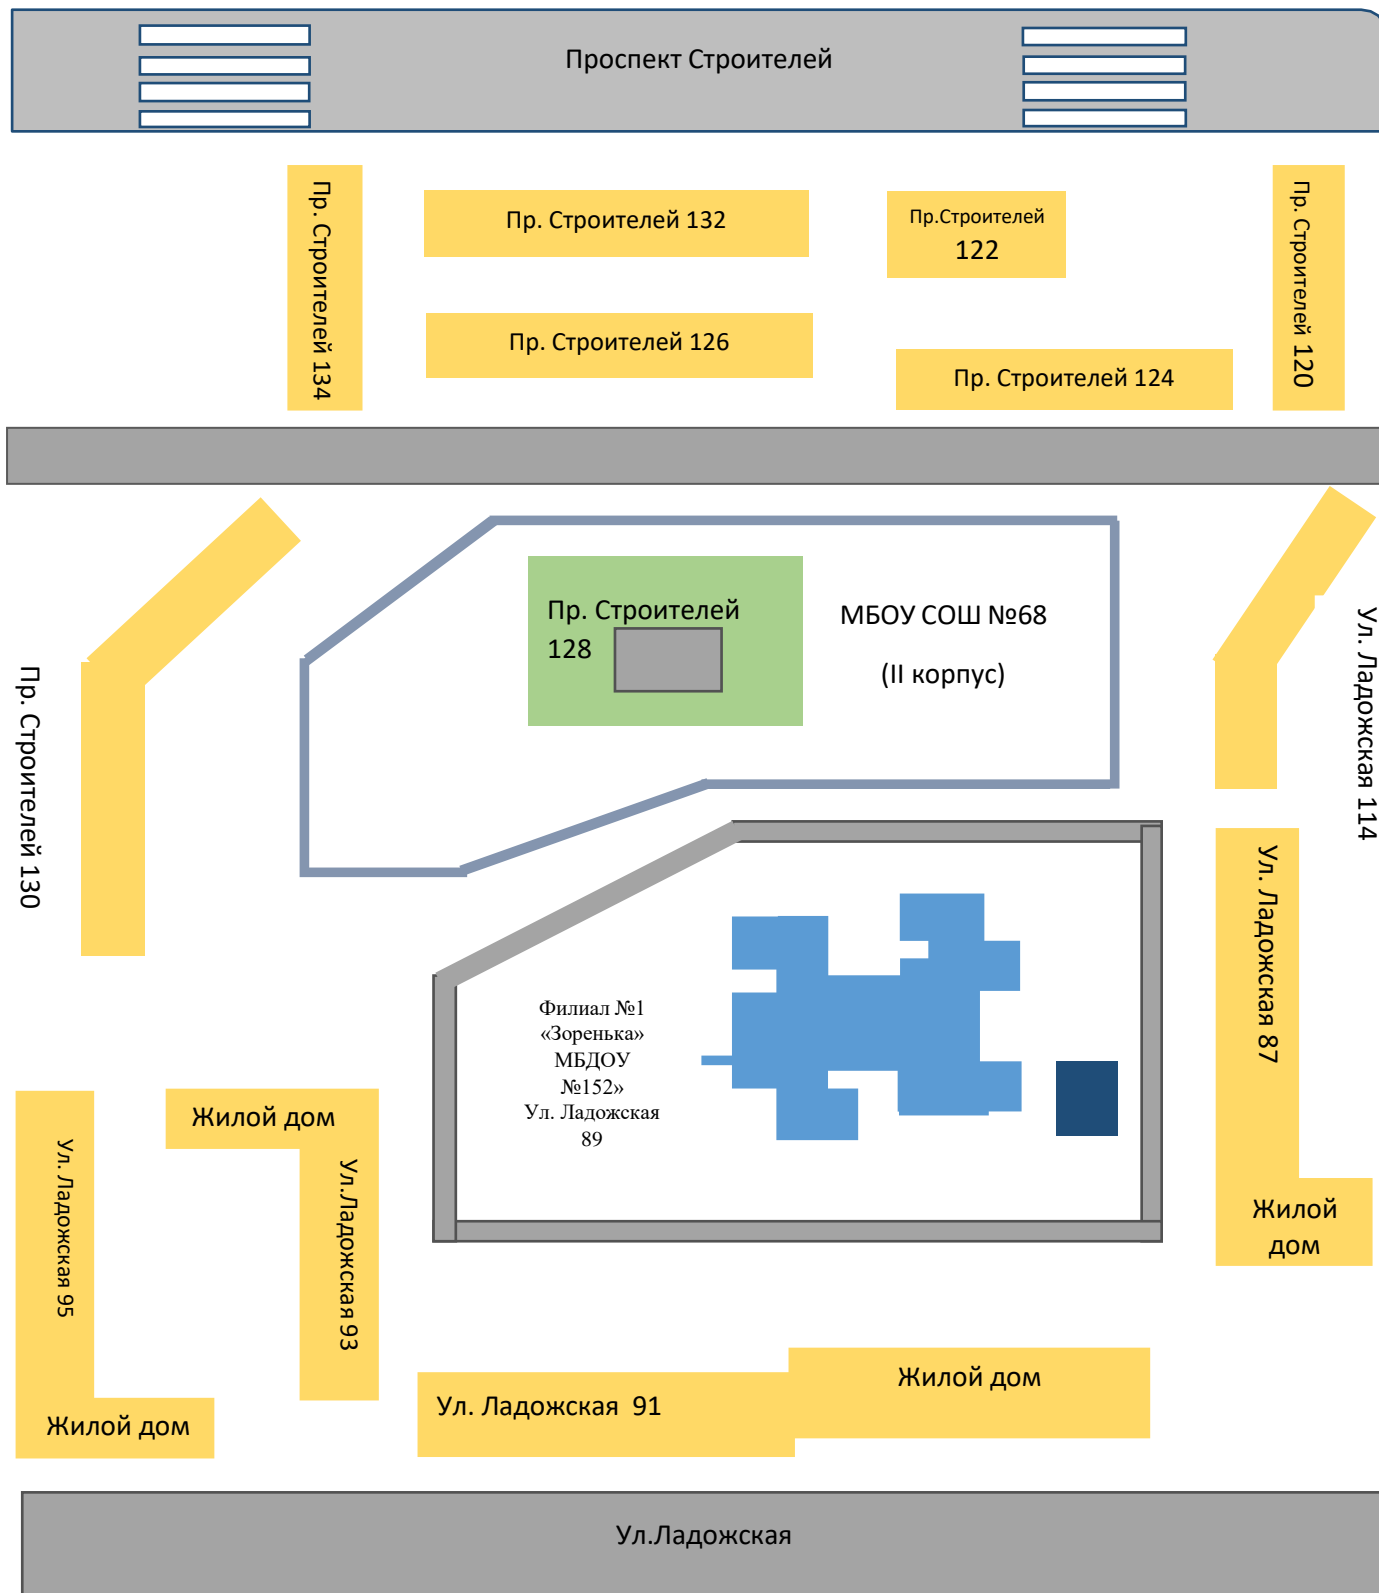 Проспект Строителей
Пр. Строителей 134
Пр. Строителей 132
Пр.Строителей
122
Пр. Строителей 120
Пр. Строителей 126
Пр. Строителей 124
Пр. Строителей
128
МБОУ СОШ №68
(II корпус)
Ул. Ладожская 114
Пр. Строителей 130
Ул. Ладожская 87
Жилой
дом
Филиал №1
«Зоренька»
МБДОУ
№152»
Ул. Ладожская
89
Жилой дом
Ул.Ладожская 93
Ул. Ладожская 95
Жилой дом
Ул. Ладожская 91
Жилой дом
Ул.Ладожская